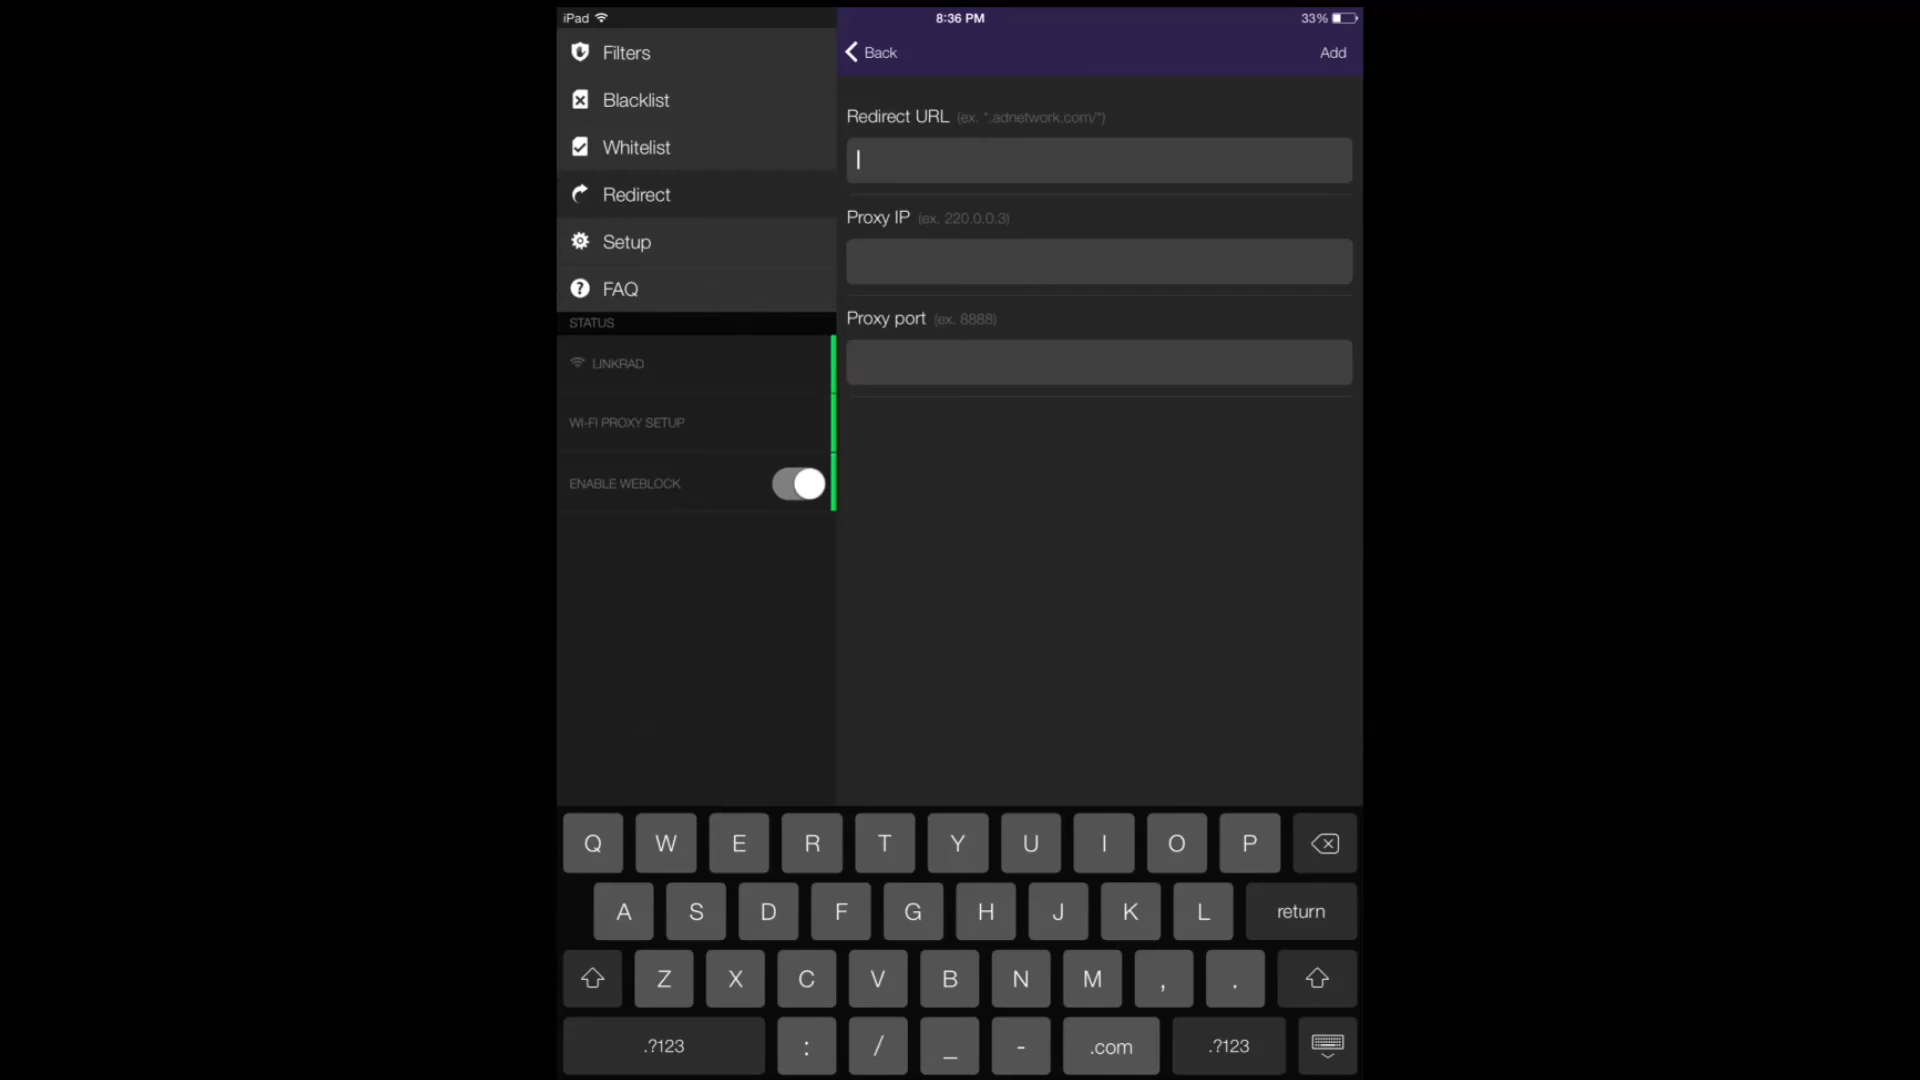 iPad
8:36 PM
33%
Filters
Blacklist
Whitelist
Redirect
Setup
FAQ
STATUS
LINKRAD
WI-FI PROXY SETUP
ENABLE WEBLOCK
Back
Add
Redirect URL (ex. *.adnetwork.com/*)
Proxy IP (ex. 220.0.0.3)
Proxy port (ex. 8888)
Q W E R T Y U I O P
A S D F G H J K L return
Z X C V B N M , .
.?123 : / _ - .com .?123